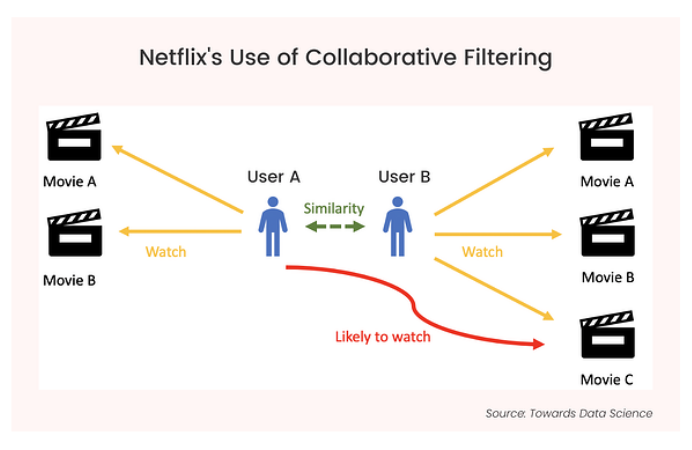 Netflix's Use of Collaborative Filtering
Movie A
User A
User B
Movie A
Similarity
Movie B
Watch
Watch
Movie B
Likely to watch
Movie C
Source: Towards Data Science